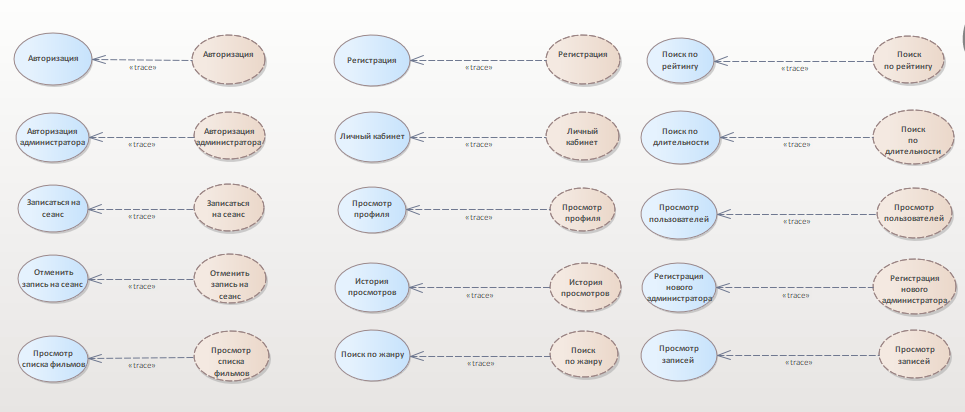 Авторизация
«trace»
Авторизация
Регистрация
«trace»
Регистрация
Поиск по
рейтингу
«trace»
Поиск
по рейтингу
Авторизация
администратора
«trace»
Авторизация
администратора
Личный кабинет
«trace»
Личный
кабинет
Поиск по
длительности
«trace»
Поиск
по
длительности
Записаться на
сеанс
«trace»
Записаться
на сеанс
Просмотр
профиля
«trace»
Просмотр
профиля
Просмотр
пользователей
«trace»
Просмотр
пользователей
Отменить
запись на сеанс
«trace»
Отменить
запись на
сеанс
История
просмотров
«trace»
История
просмотров
Регистрация
нового
администратора
«trace»
Регистрация
нового
администратора
Просмотр
списка фильмов
«trace»
Просмотр
списка
фильмов
Поиск по жанру
«trace»
Поиск
по жанру
Просмотр
записей
«trace»
Просмотр
записей